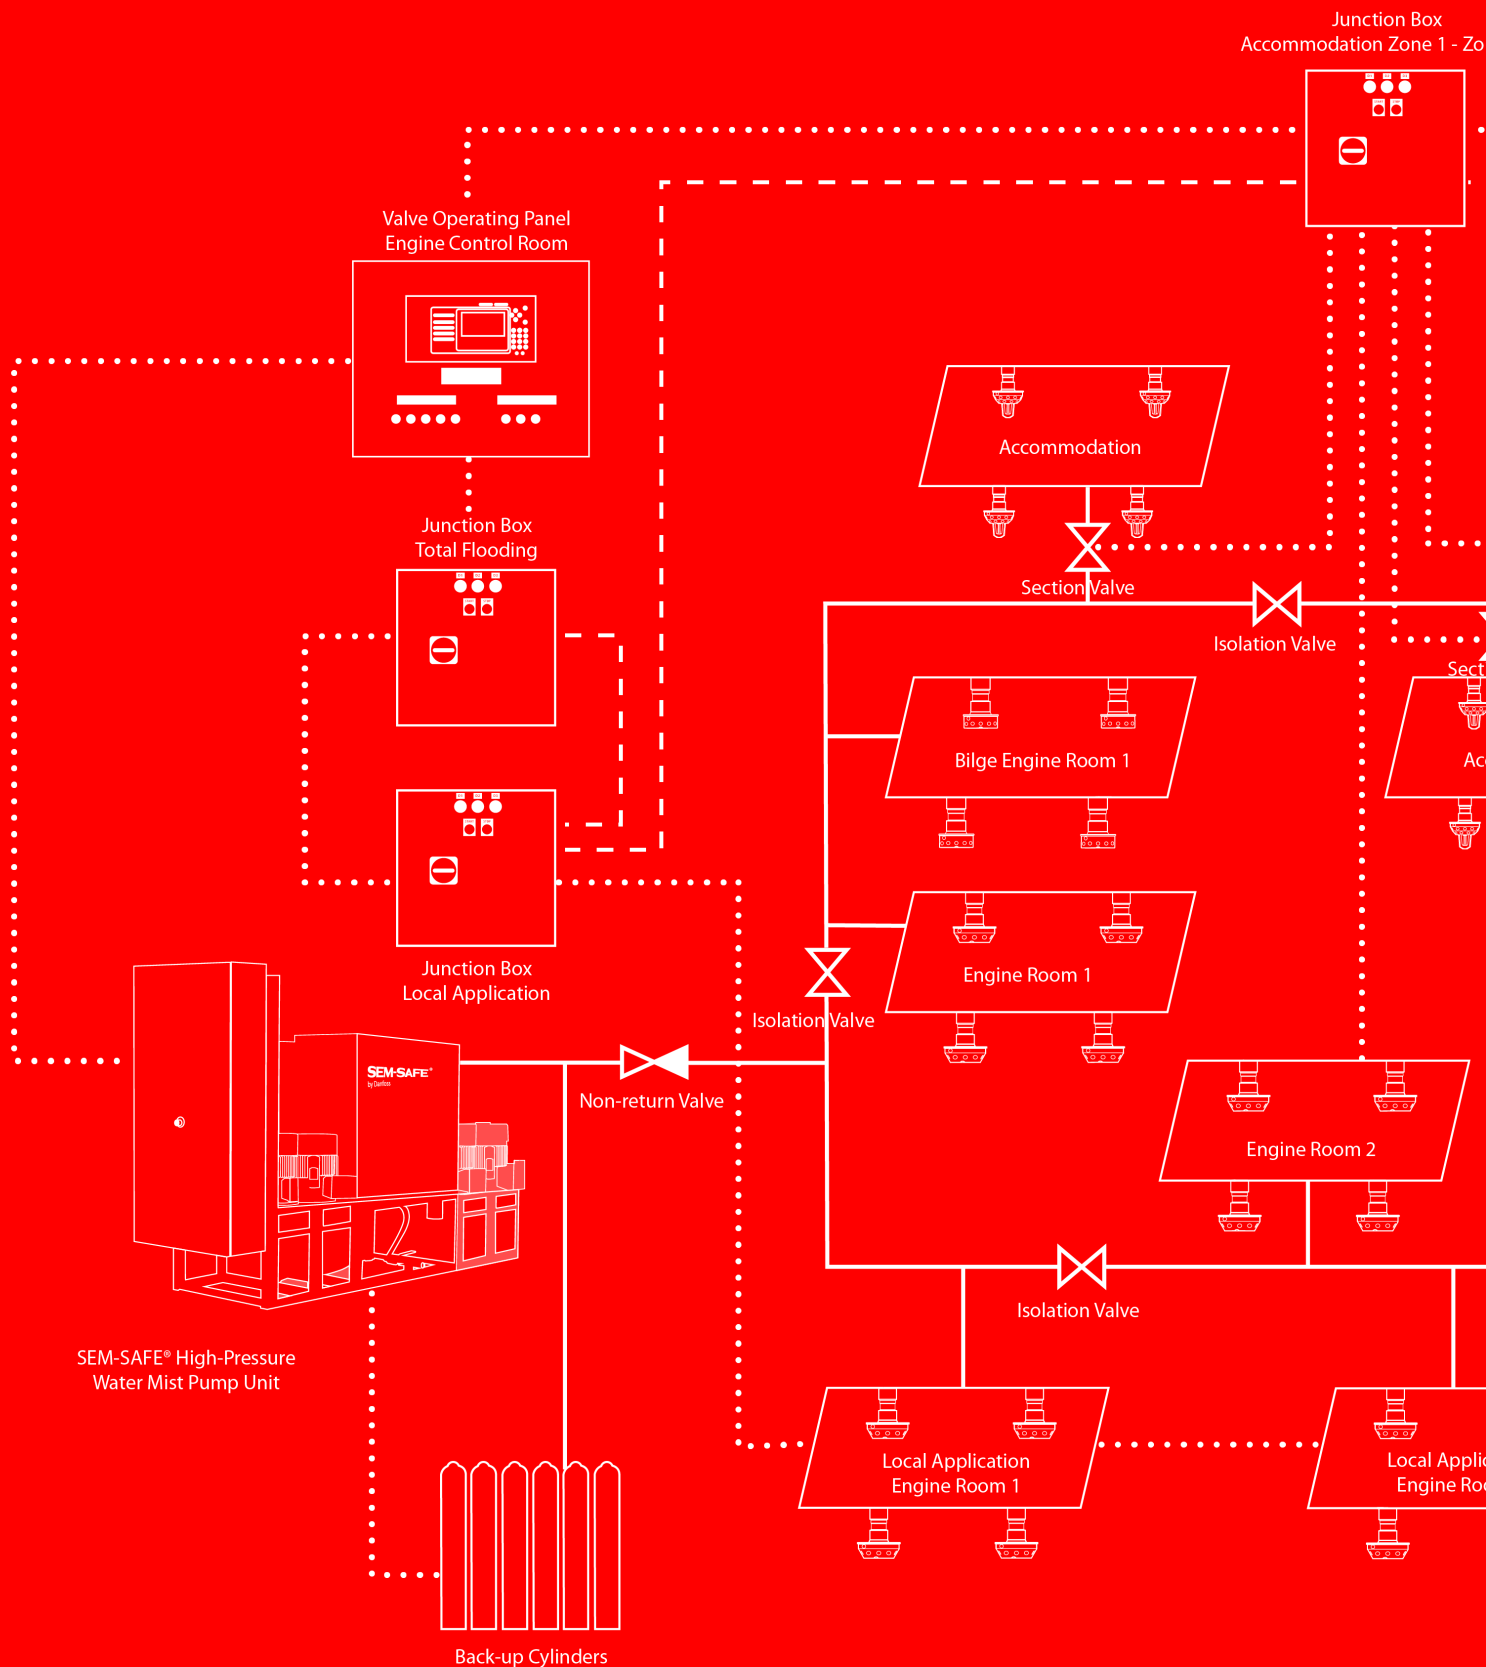 Junction Box
Accommodation Zone 1 - Zo
Valve Operating Panel
Engine Control Room
Accommodation
Junction Box
Total Flooding
Section Valve
Isolation Valve
Sect
Bilge Engine Room 1
Ac
Junction Box
Local Application
Engine Room 1
Isolation Valve
SEM-SAFE®
by Danfoss
Non-return Valve
Engine Room 2
Isolation Valve
SEM-SAFE® High-Pressure
Water Mist Pump Unit
Local Application
Engine Room 1
Local Applic
Engine Roo
Back-up Cylinders